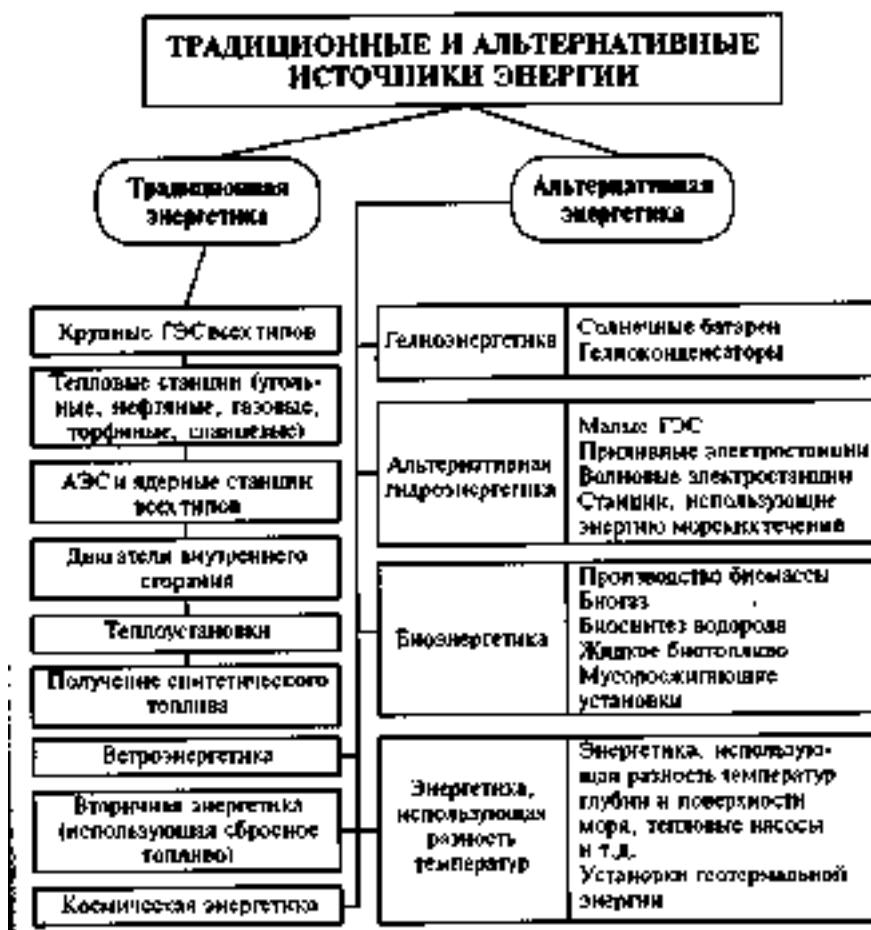 ТРАДИЦИОННЫЕ И АЛЬТЕРНАТИВНЫЕ
ИСТОЧНИКИ ЭНЕРГИИ
Традиционная
энергетика
Альтернативная
энергетика
Крупные ГЭС всех типов
Тепловые станции (уголь-
ные, нефтяные, газовые,
торфяные, сланцевые)
АЭС и ядерные станции
всех типов
Двигатели внутреннего
сгорания
Теплоустановки
Получение синтетического
топлива
Ветроэнергетика
Вторичная энергетика
(использующая сбросное
топливо)
Космическая энергетика
Гелиоэнергетика
Солнечные батареи
Гелиоконденсаторы
Альтернативная
гидроэнергетика
Малые ГЭС
Приливные электростанции
Волновые электростанции
Станции, использующие
энергию морских течений
Биоэнергетика
Производство биомассы
Биогаз
Биосинтез водорода
Жидкое биотопливо
Мусоросжигающие
установки
Энергетика,
использующая
разность
температур
Энергетика, использую-
щая разность температур
глубин и поверхности
моря, тепловые насосы
и т.д.
Установки геотермальной
энергии